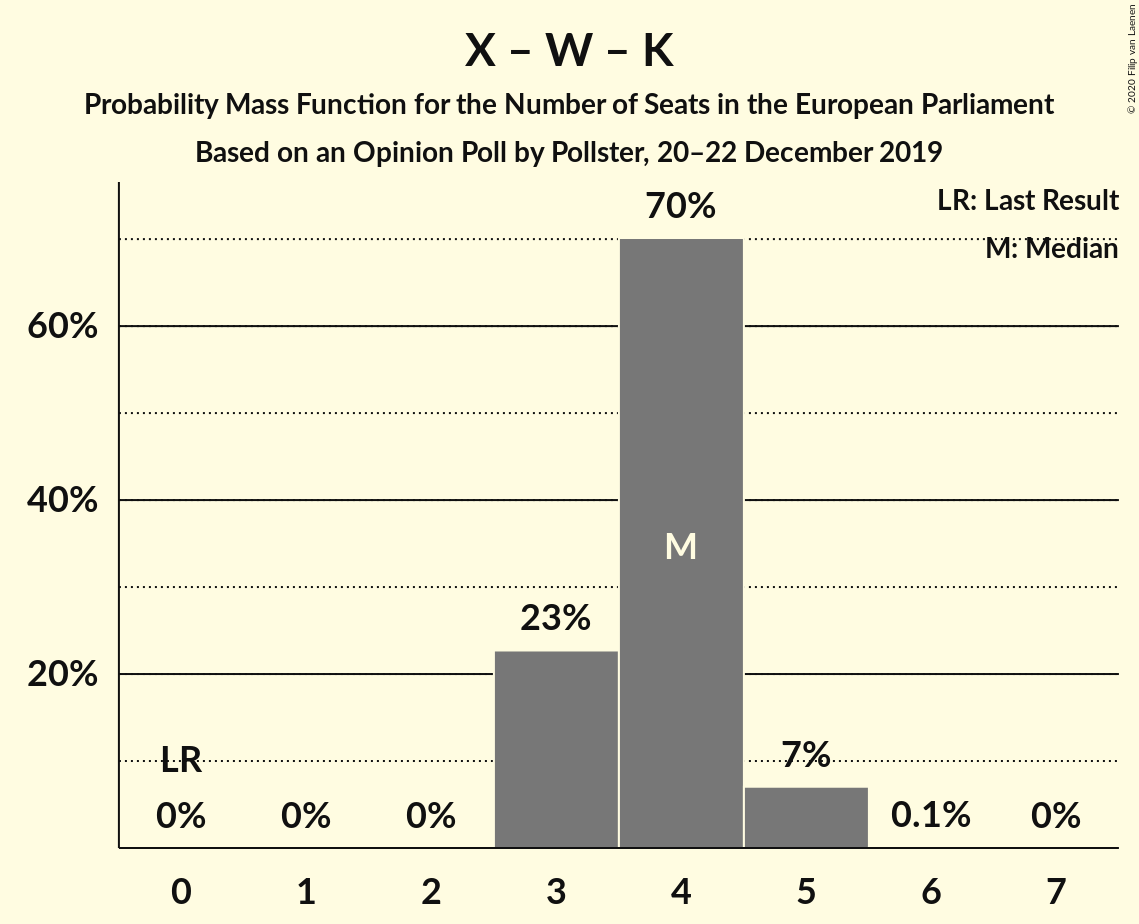 X – W – K
Probability Mass Function for the Number of Seats in the European Parliament
Based on an Opinion Poll by Pollster, 20–22 December 2019
© 2020 Filip van Laenen
LR: Last Result
M: Median
70%
60%
40%
M
23%
20%
LR
7%
0% 0% 0% 0.1% 0%
0 1 2 3 4 5 6 7